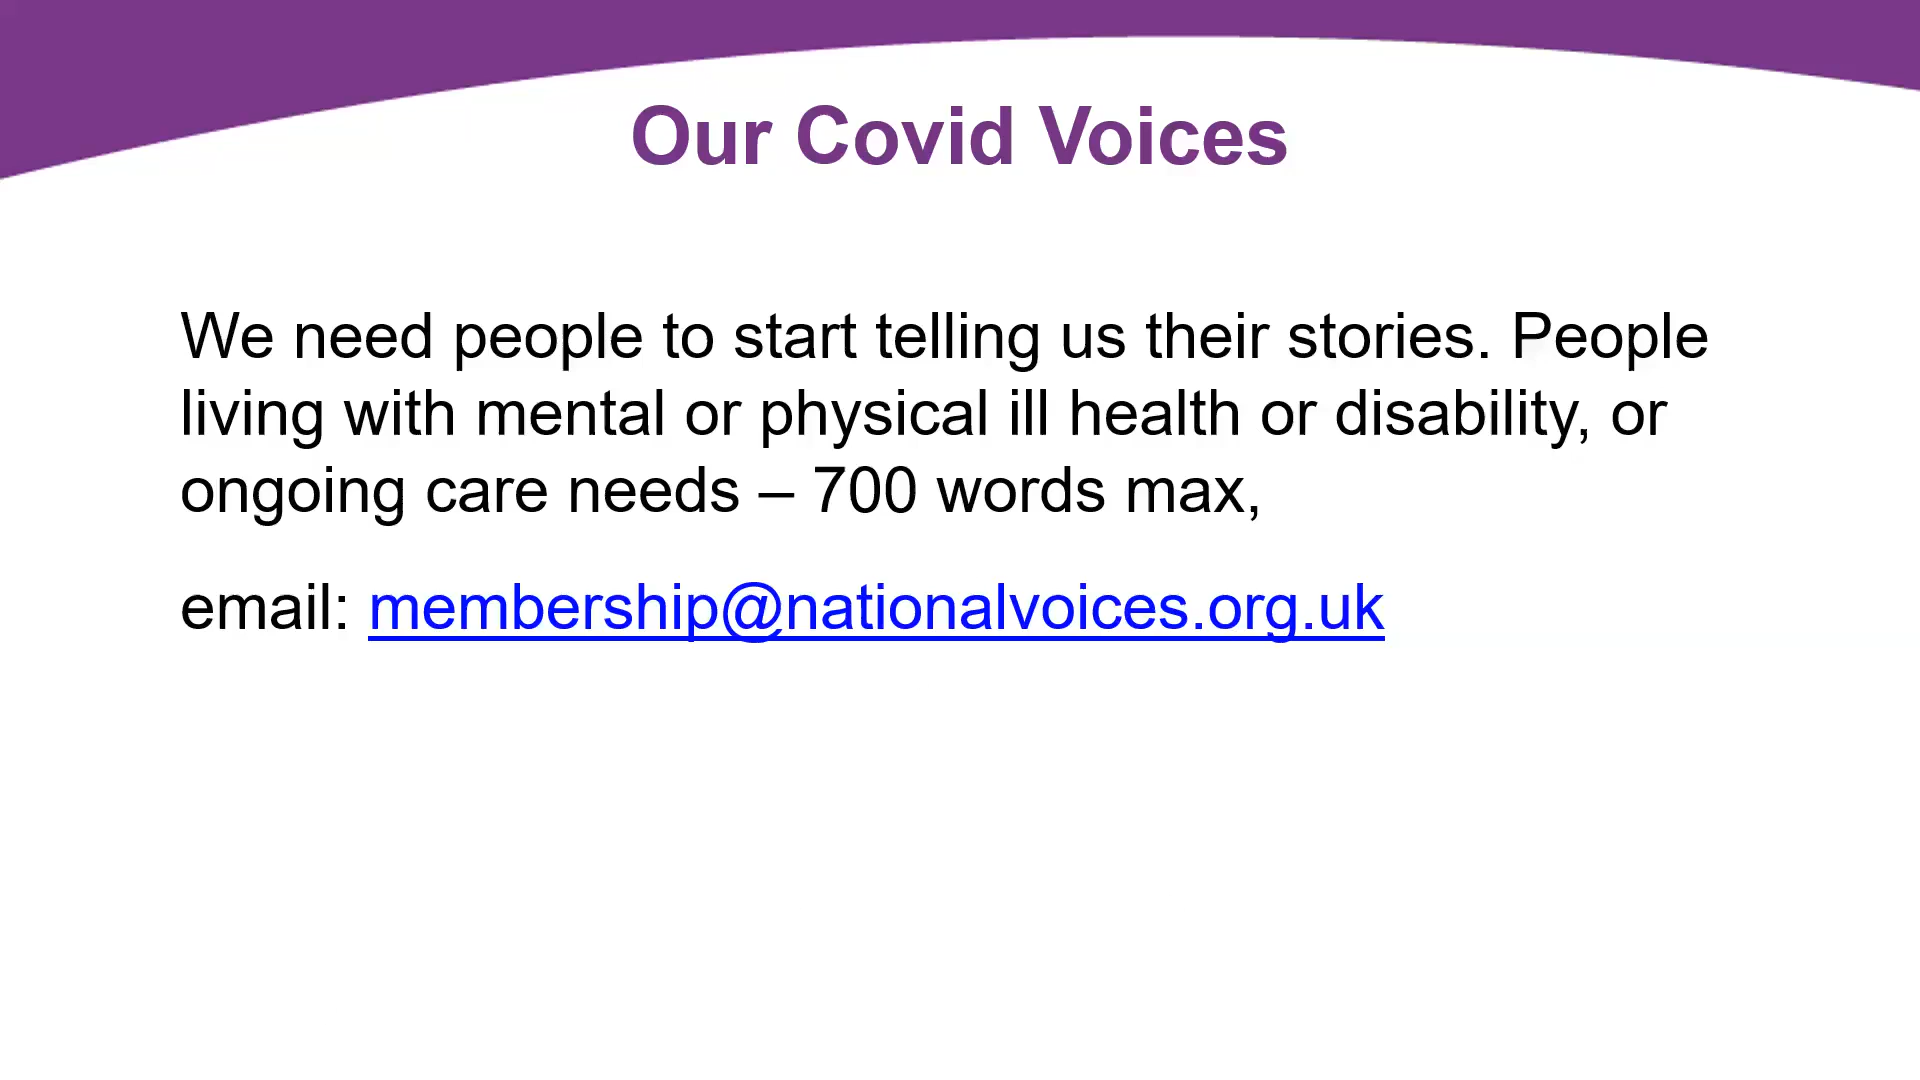 Our Covid Voices
We need people to start telling us their stories. People
living with mental or physical ill health or disability, or
ongoing care needs – 700 words max,
email: membership@nationalvoices.org.uk